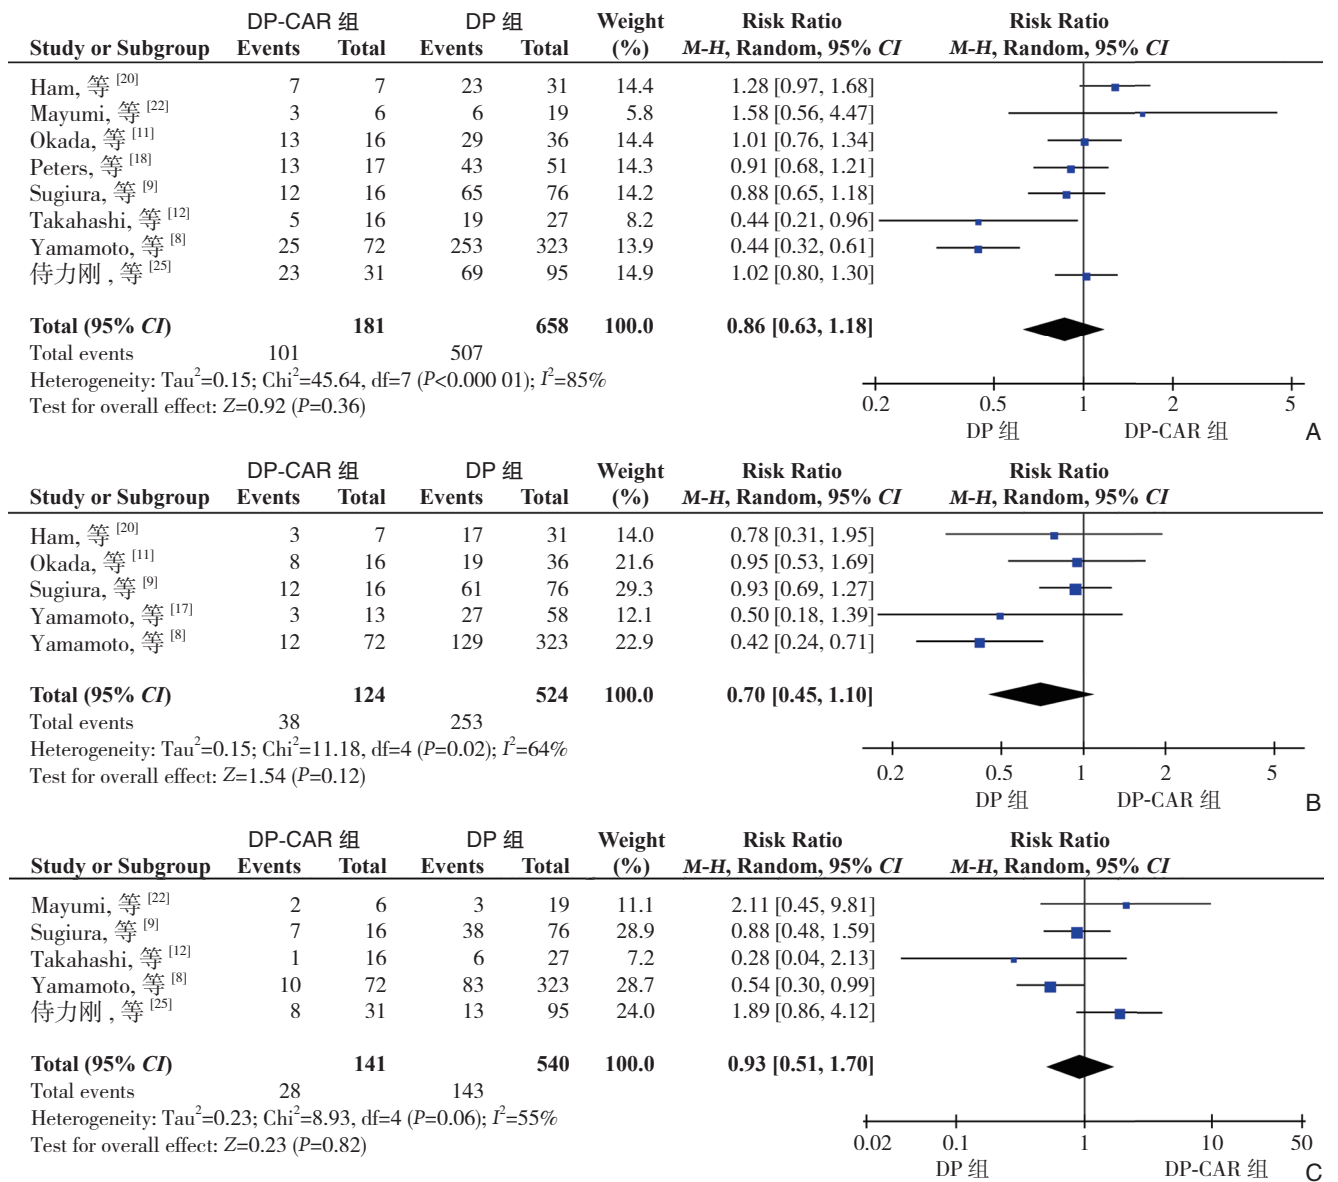 DP-CAR 组 DP 组 Weight Risk Ratio Risk Ratio
Study or Subgroup Events Total Events Total (%) M-H, Random, 95% CI M-H, Random, 95% CI
Ham, 等 [20] 7 7 23 31 14.4 1.28 [0.97, 1.68]
Mayumi, 等 [22] 3 6 6 19 5.8 1.58 [0.56, 4.47]
Okada, 等 [11] 13 16 29 36 14.4 1.01 [0.76, 1.34]
Peters, 等 [18] 13 17 43 51 14.3 0.91 [0.68, 1.21]
Sugiura, 等 [9] 12 16 65 76 14.2 0.88 [0.65, 1.18]
Takahashi, 等 [12] 5 16 19 27 8.2 0.44 [0.21, 0.96]
Yamamoto, 等 [8] 25 72 253 323 13.9 0.44 [0.32, 0.61]
侍力刚 , 等 [25] 23 31 69 95 14.9 1.02 [0.80, 1.30]
Total (95% CI) 181 658 100.0 0.86 [0.63, 1.18]
Total events 101 507
Heterogeneity: Tau²=0.15; Chi²=45.64, df=7 (P<0.000 01); I²=85%
Test for overall effect: Z=0.92 (P=0.36)
0.2 0.5 1 2 5
DP 组 DP-CAR 组 A
DP-CAR 组 DP 组 Weight Risk Ratio Risk Ratio
Study or Subgroup Events Total Events Total (%) M-H, Random, 95% CI M-H, Random, 95% CI
Ham, 等 [20] 3 7 17 31 14.0 0.78 [0.31, 1.95]
Okada, 等 [11] 8 16 19 36 21.6 0.95 [0.53, 1.69]
Sugiura, 等 [9] 12 16 61 76 29.3 0.93 [0.69, 1.27]
Yamamoto, 等 [17] 3 13 27 58 12.1 0.50 [0.18, 1.39]
Yamamoto, 等 [8] 12 72 129 323 22.9 0.42 [0.24, 0.71]
Total (95% CI) 124 524 100.0 0.70 [0.45, 1.10]
Total events 38 253
Heterogeneity: Tau²=0.15; Chi²=11.18, df=4 (P=0.02); I²=64%
Test for overall effect: Z=1.54 (P=0.12)
0.2 0.5 1 2 5
DP 组 DP-CAR 组 B
DP-CAR 组 DP 组 Weight Risk Ratio Risk Ratio
Study or Subgroup Events Total Events Total (%) M-H, Random, 95% CI M-H, Random, 95% CI
Mayumi, 等 [22] 2 6 3 19 11.1 2.11 [0.45, 9.81]
Sugiura, 等 [9] 7 16 38 76 28.9 0.88 [0.48, 1.59]
Takahashi, 等 [12] 1 16 6 27 7.2 0.28 [0.04, 2.13]
Yamamoto, 等 [8] 10 72 83 323 28.7 0.54 [0.30, 0.99]
侍力刚 , 等 [25] 8 31 13 95 24.0 1.89 [0.86, 4.12]
Total (95% CI) 141 540 100.0 0.93 [0.51, 1.70]
Total events 28 143
Heterogeneity: Tau²=0.23; Chi²=8.93, df=4 (P=0.06); I²=55%
Test for overall effect: Z=0.23 (P=0.82)
0.02 0.1 1 10 50
DP 组 DP-CAR 组 C